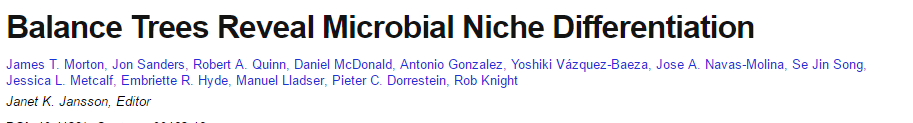 Balance Trees Reveal Microbial Niche Differentiation
James T. Morton, Jon Sanders, Robert A. Quinn, Daniel McDonald, Antonio Gonzalez, Yoshiki Vázquez-Baeza, Jose A. Navas-Molina, Se Jin Song,
Jessica L. Metcalf, Embriette R. Hyde, Manuel Lladser, Pieter C. Dorrestein, Rob Knight
Janet K. Jansson, Editor